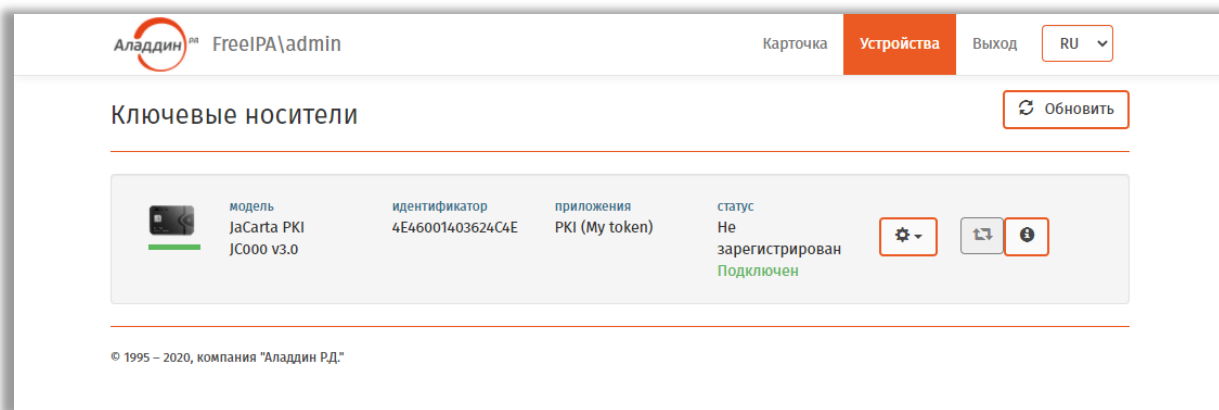 Аладдин РД FreeIPA\admin Карточка Устройства Выход RU
Ключевые носители Обновить
модель идентификатор приложения статус
JaCarta PKI 4E46001403624C4E PKI (My token) Не
JC000 v3.0 зарегистрирован
Подключен
© 1995 – 2020, компания "Аладдин Р.Д."